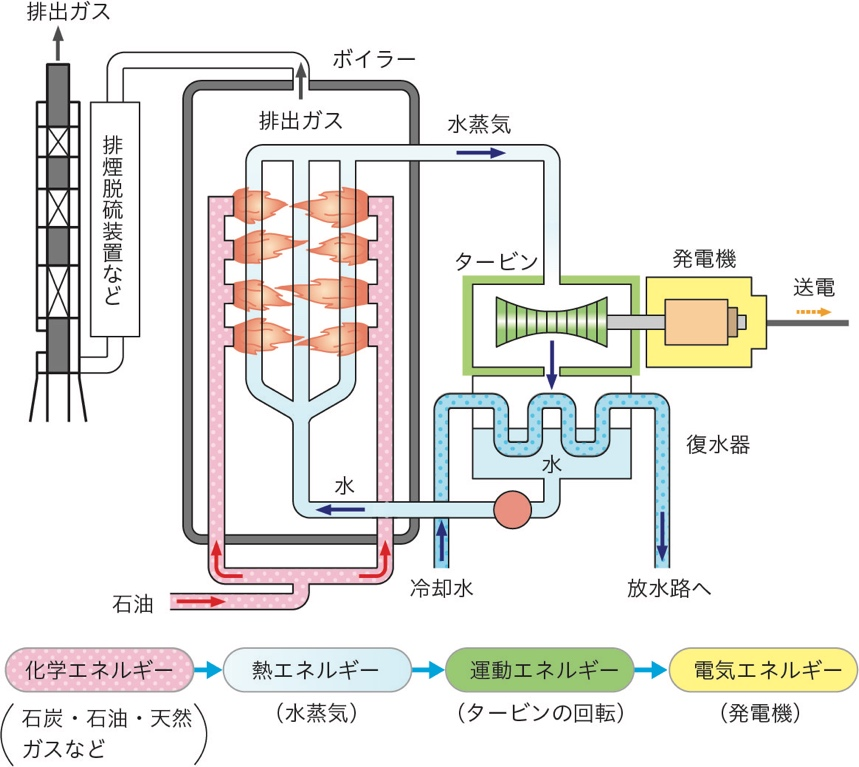 排出ガス
ボイラー
排出ガス
水蒸気
排煙脱硫装置など
タービン
発電機
送電
復水器
水
水
冷却水
放水路へ
石油
化学エネルギー
熱エネルギー
運動エネルギー
電気エネルギー
(石炭・石油・天然
ガスなど)
(水蒸気)
(タービンの回転)
(発電機)